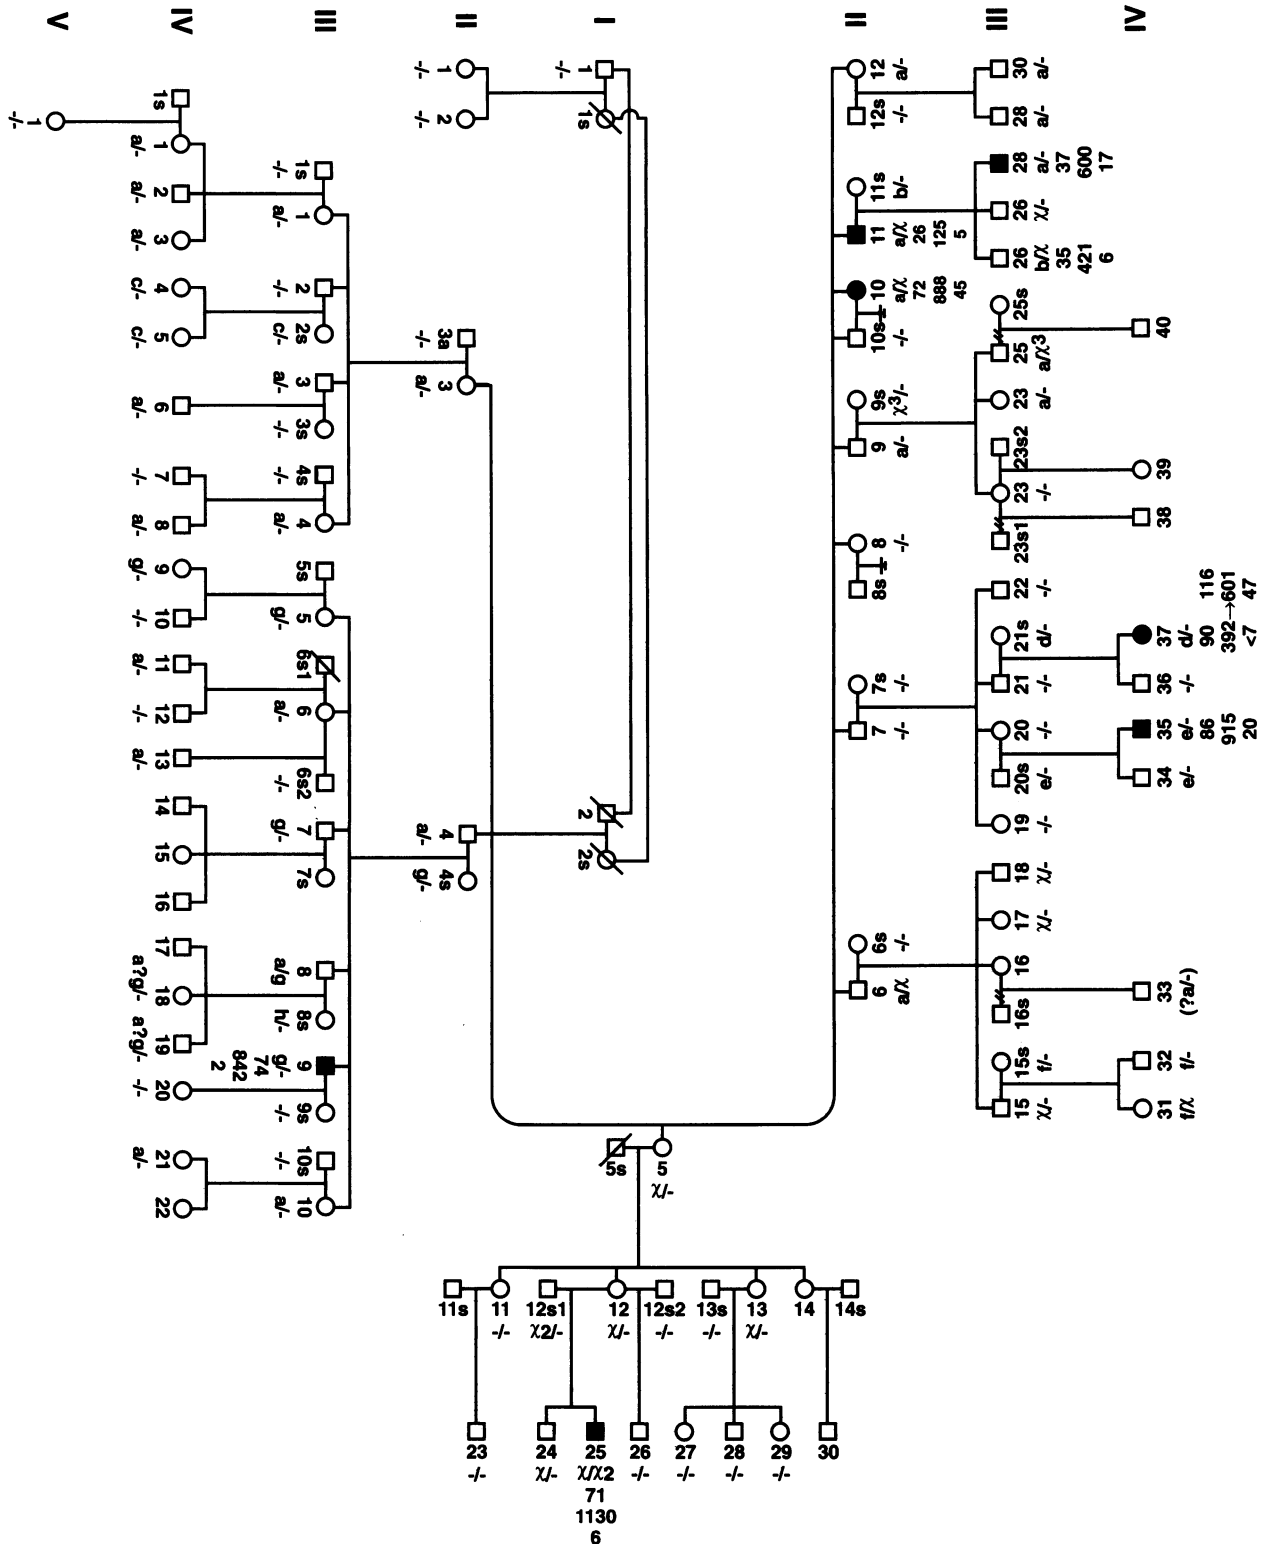 V
IV
III
II
I
II
III
IV
1
-/-
1s
1
a/-
2
a/-
3
a/-
4
c/-
5
c/-
6
a/-
7
-/-
8
a/-
9
g/-
10
-/-
11
a/-
12
-/-
13
a/-
14
15
16
17
18
a?g/-
19
a?g/-
20
-/-
21
a/-
22
1s
-/-
1
a/-
2
-/-
2s
c/-
3
a/-
3s
-/-
4s
-/-
4
a/-
5s
5
g/-
6s1
6
a/-
6s2
-/-
7
g/-
7s
8
a/g
8s
h/-
9
g/-
74
842
2
9s
-/-
10s
-/-
10
a/-
1
-/-
2
-/-
3a
-/-
3
a/-
4
a/-
4s
g/-
1
-/-
1s
2
2s
12
a/-
12s
-/-
11s
b/-
11
a/χ
26
125
5
10
a/χ
72
888
45
10s
-/-
9s
χ3/-
9
a/-
8
-/-
8s
7s
-/-
7
-/-
6s
-/-
6
a/χ
30
a/-
28
a/-
28
a/-
37
600
17
26
χ/-
26
b/χ
35
421
6
25s
25
a/χ3
23
a/-
23s2
23
-/-
23s1
22
-/-
21s
d/-
21
-/-
20
-/-
20s
e/-
19
-/-
18
χ/-
17
χ/-
16
16s
15s
f/-
15
χ/-
40
39
38
37
d/-
90 116
392→601
<7 47
36
-/-
35
e/-
86
915
20
34
e/-
33
(?a/-)
32
f/-
31
f/χ
5s
5
χ/-
11s 11 12s1 12 12s2 13s 13 14 14s
-/- χ2/- χ/- -/- -/- χ/-
23 24 25 26 27 28 29 30
-/- χ/- χ/χ2 -/- -/- -/- -/-
71
1130
6